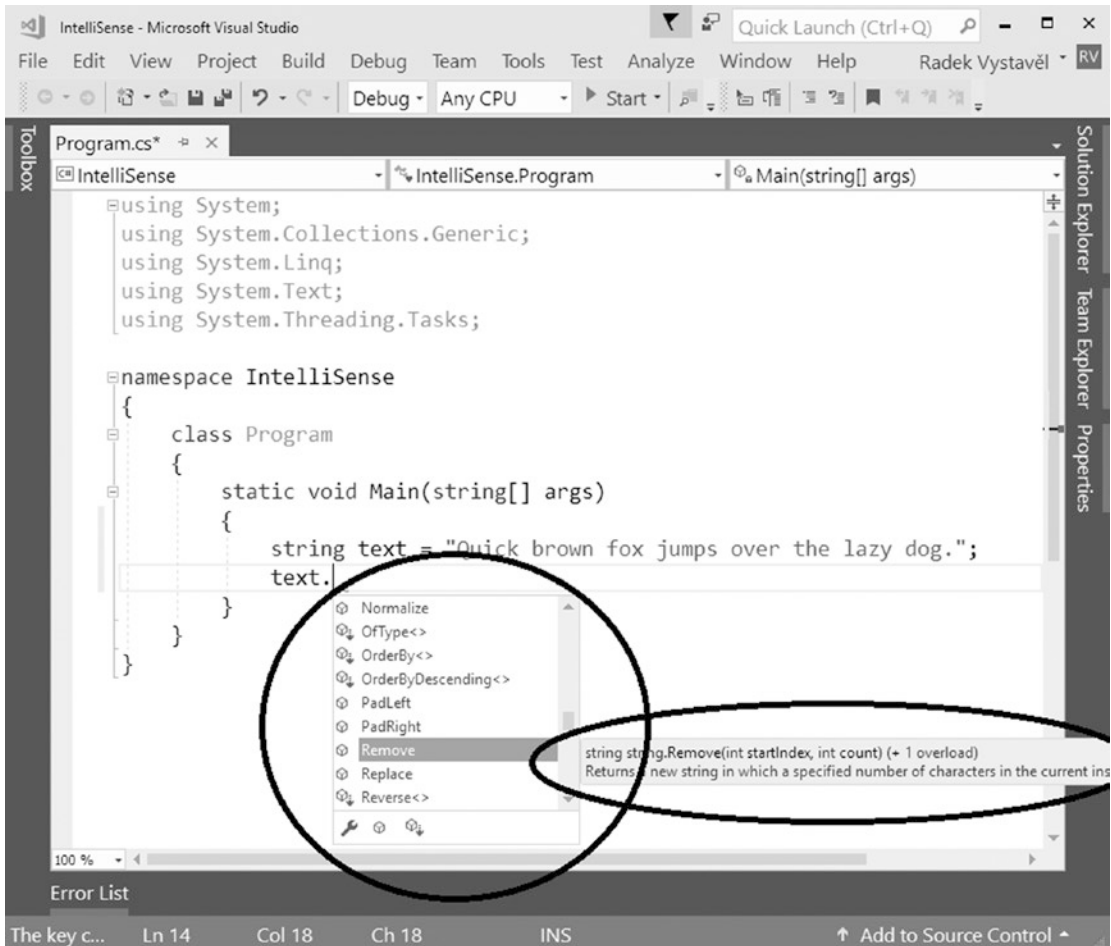 IntelliSense - Microsoft Visual Studio
Quick Launch (Ctrl+Q)
File Edit View Project Build Debug Team Tools Test Analyze Window Help Radek Vystavěl RV
Debug Any CPU Start
Toolbox
Program.cs*
IntelliSense IntelliSense.Program Main(string[] args)
using System;
using System.Collections.Generic;
using System.Linq;
using System.Text;
using System.Threading.Tasks;
namespace IntelliSense
{
class Program
{
static void Main(string[] args)
{
string text = "Quick brown fox jumps over the lazy dog.";
text.
}
}
}
Normalize
OfType<>
OrderBy<>
OrderByDescending<>
PadLeft
PadRight
Remove
Replace
Reverse<>
string string.Remove(int startIndex, int count) (+ 1 overload)
Returns a new string in which a specified number of characters in the current ins
Solution Explorer
Team Explorer
Properties
100 %
Error List
The key c... Ln 14 Col 18 Ch 18 INS Add to Source Control